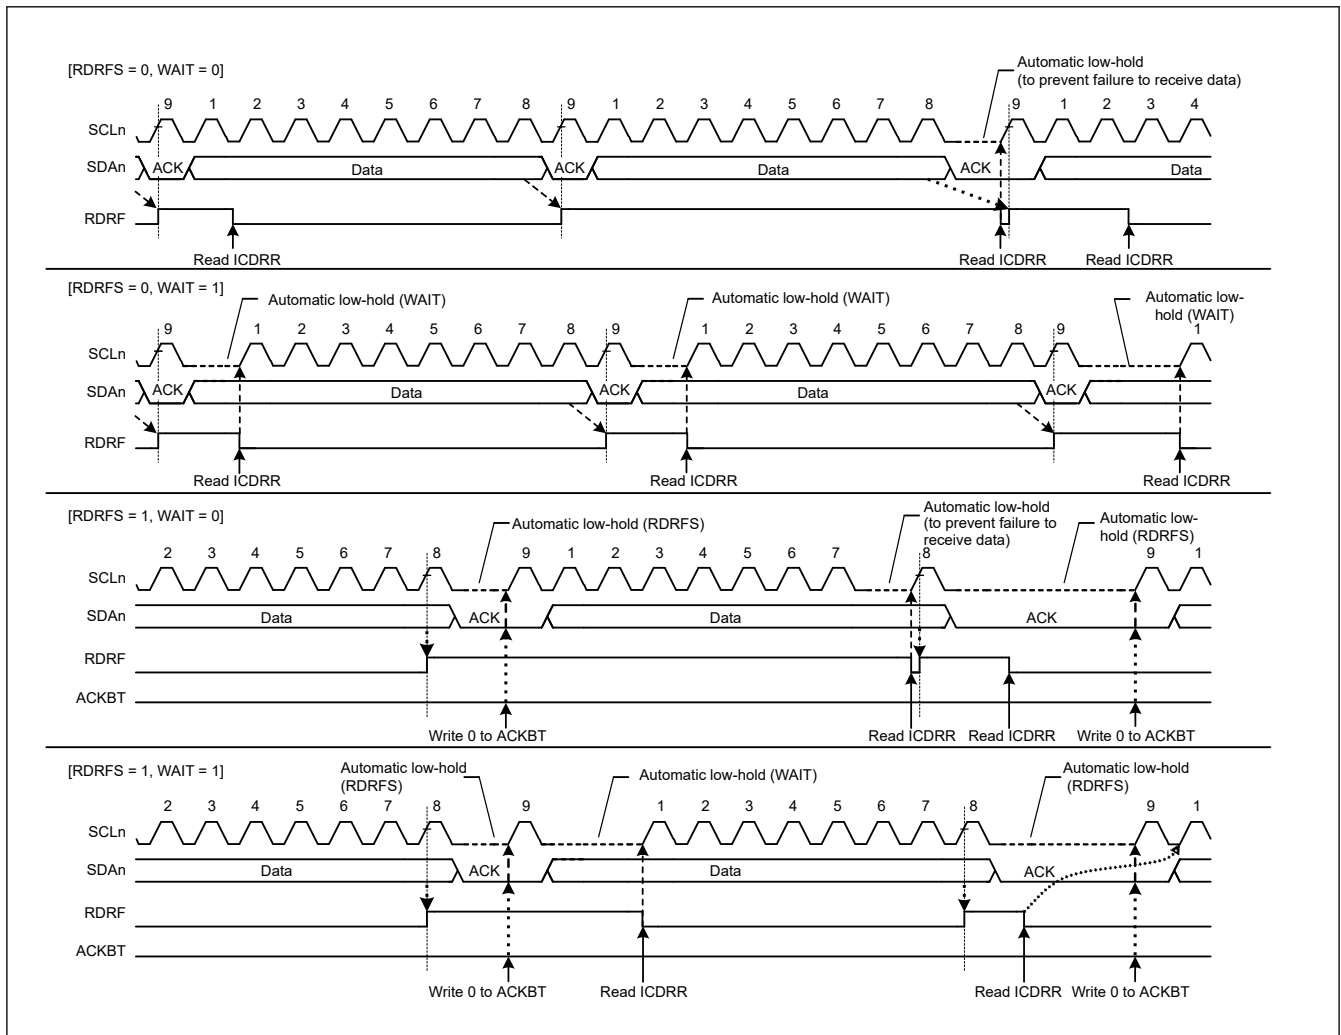 [RDRFS = 0, WAIT = 0]
Automatic low-hold
(to prevent failure to receive data)
9 1 2 3 4 5 6 7 8 9 1 2 3 4 5 6 7 8 9 1 2 3 4
SCLn
SDAn ACK Data ACK Data ACK Data
RDRF
Read ICDRR Read ICDRR Read ICDRR
[RDRFS = 0, WAIT = 1]
Automatic low-hold (WAIT) Automatic low-hold (WAIT) Automatic low-
hold (WAIT)
9 1 2 3 4 5 6 7 8 9 1 2 3 4 5 6 7 8 9 1
SCLn
SDAn ACK Data ACK Data ACK
RDRF
Read ICDRR Read ICDRR Read ICDRR
[RDRFS = 1, WAIT = 0]
Automatic low-hold (RDRFS)
Automatic low-hold
(to prevent failure to
receive data)
Automatic low-
hold (RDRFS)
2 3 4 5 6 7 8 9 1 2 3 4 5 6 7 8 9 1
SCLn
SDAn Data ACK Data ACK
RDRF
ACKBT
Write 0 to ACKBT Read ICDRR Read ICDRR Write 0 to ACKBT
[RDRFS = 1, WAIT = 1]
Automatic low-hold
(RDRFS)
Automatic low-hold (WAIT)
Automatic low-hold
(RDRFS)
2 3 4 5 6 7 8 9 1 2 3 4 5 6 7 8 9 1
SCLn
SDAn Data ACK Data ACK
RDRF
ACKBT
Write 0 to ACKBT Read ICDRR Read ICDRR Write 0 to ACKBT